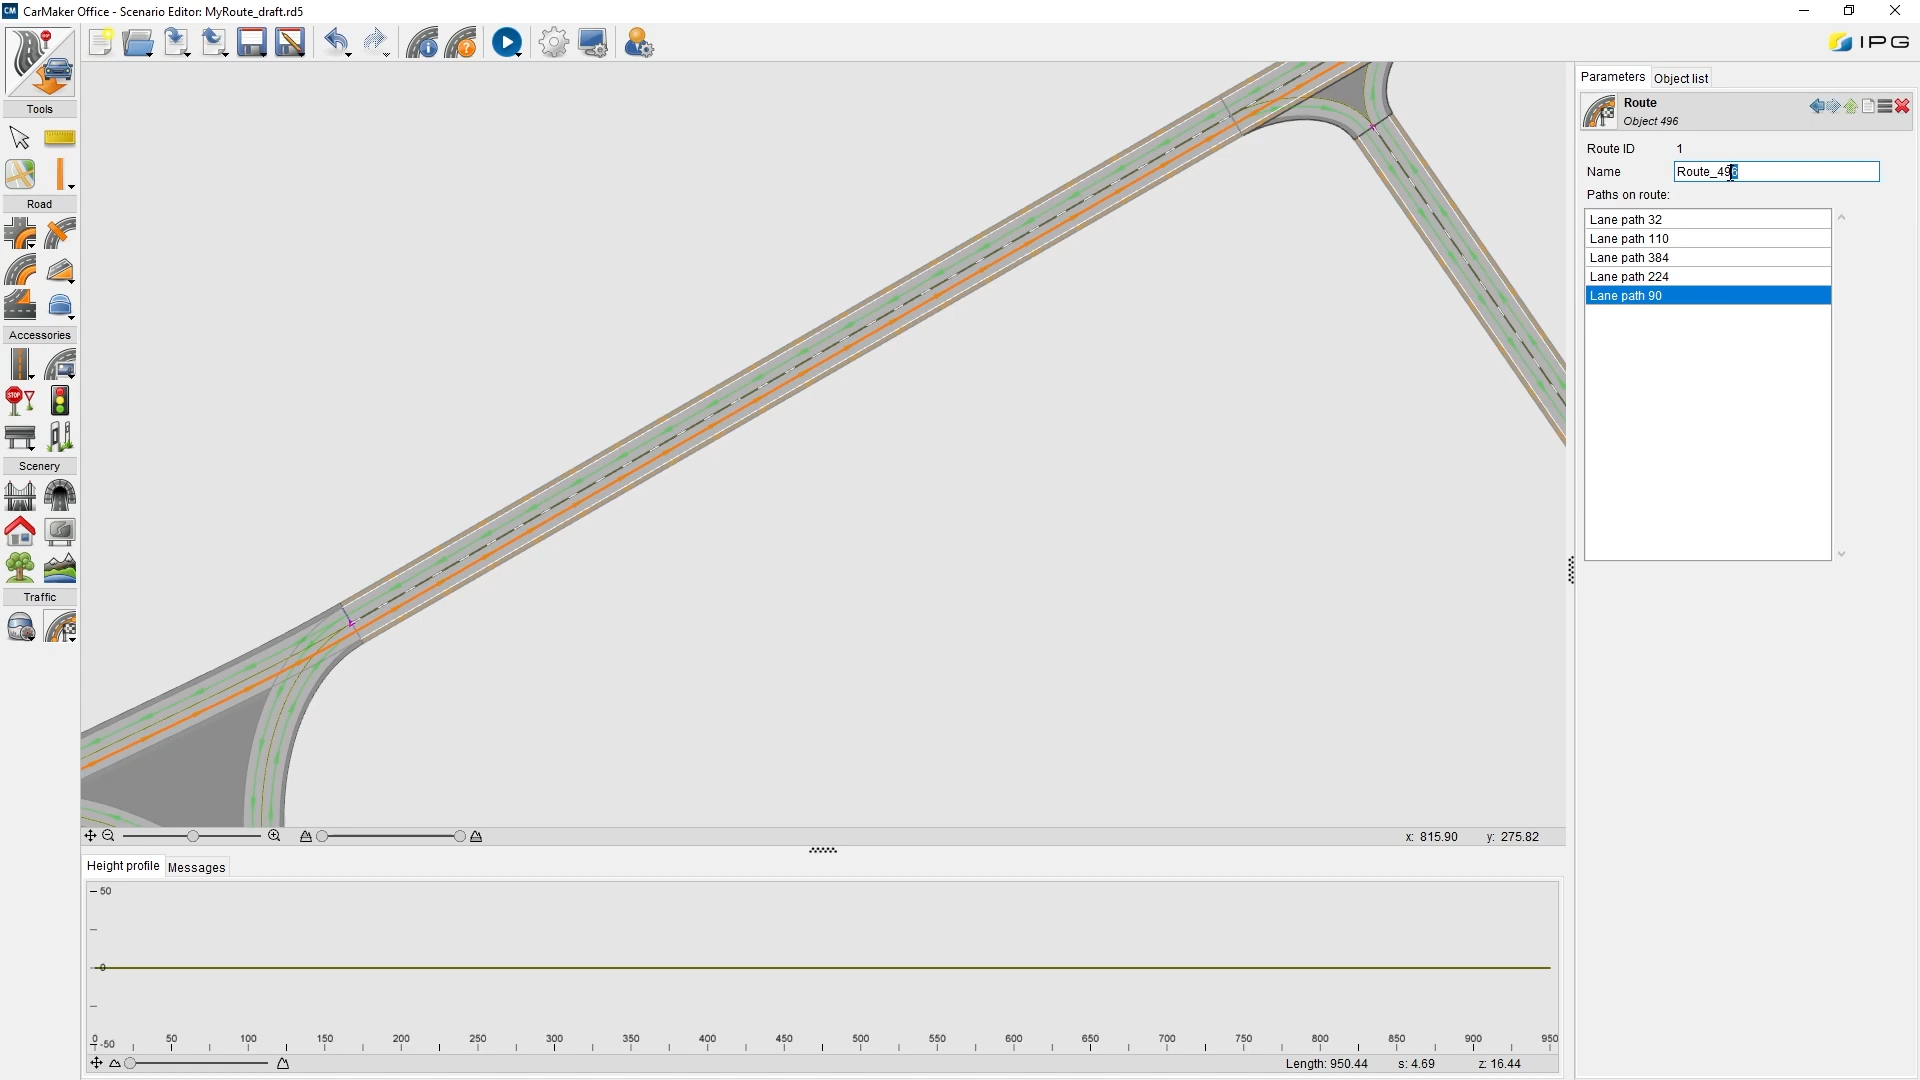 CM CarMaker Office - Scenario Editor: MyRoute_draft.rd5
IPG
Tools
Road
Accessories
STOP
Scenery
Traffic
x: 815.90 y: 275.82
Height profile Messages
50
0
-50
0 50 100 150 200 250 300 350 400 450 500 550 600 650 700 750 800 850 900 950
Length: 950.44 s: 4.69 z: 16.44
Parameters Object list
Route
Object 496
Route ID 1
Name Route_496
Paths on route:
Lane path 32
Lane path 110
Lane path 384
Lane path 224
Lane path 90